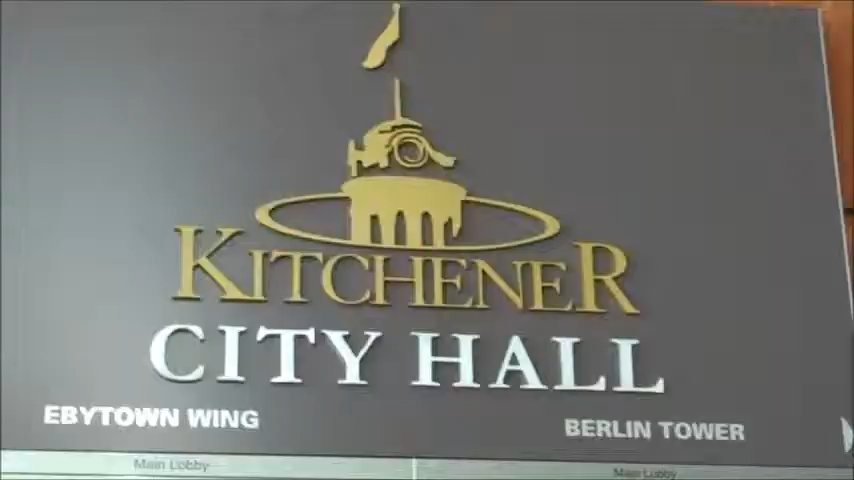 KITCHENER
CITY HALL
EBYTOWN WING
BERLIN TOWER
Main Lobby
Main Lobby